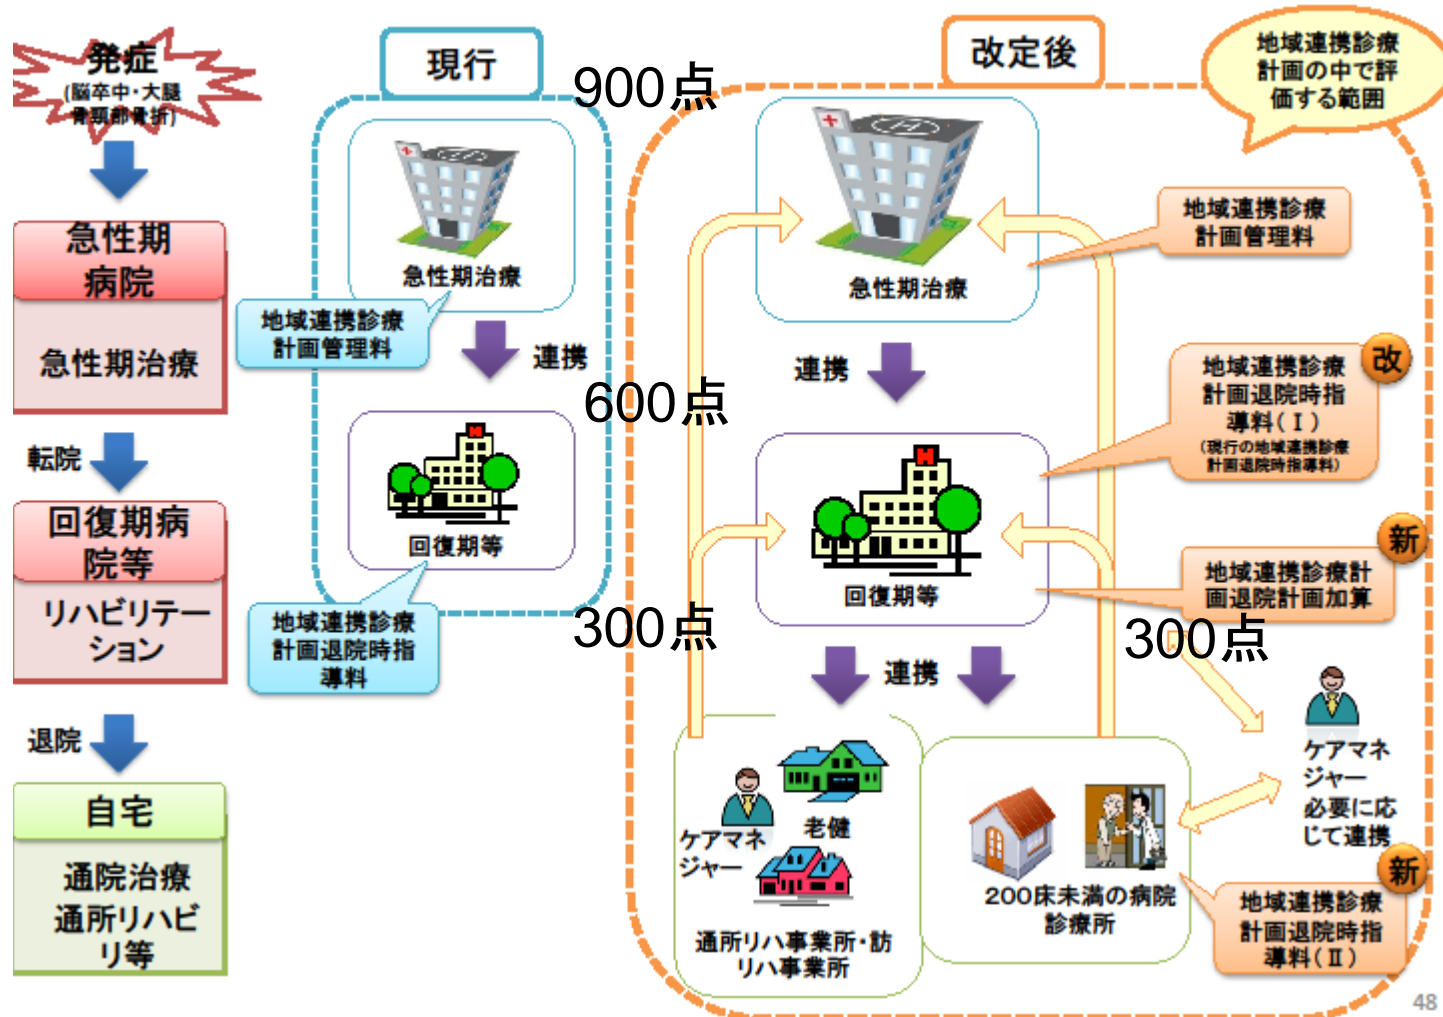 発症
(脳卒中・大腿
骨頸部骨折)
急性期
病院
急性期治療
転院
回復期病
院等
リハビリテー
ション
退院
自宅
通院治療
通所リハビ
リ等
現行
急性期治療
地域連携診療
計画管理料
連携
回復期等
地域連携診療
計画退院時指
導料
900点
600点
300点
改定後
地域連携診療
計画の中で評
価する範囲
急性期治療
地域連携診療
計画管理料
連携
改
地域連携診療
計画退院時指
導料(Ⅰ)
(現行の地域連携診療
計画退院時指導料)
回復期等
新
地域連携診療計
画退院計画加算
300点
連携
ケアマネ
ジャー
老健
通所リハ事業所・訪
リハ事業所
200床未満の病院
診療所
ケアマネ
ジャー
必要に応
じて連携
新
地域連携診療
計画退院時指
導料(Ⅱ)
48